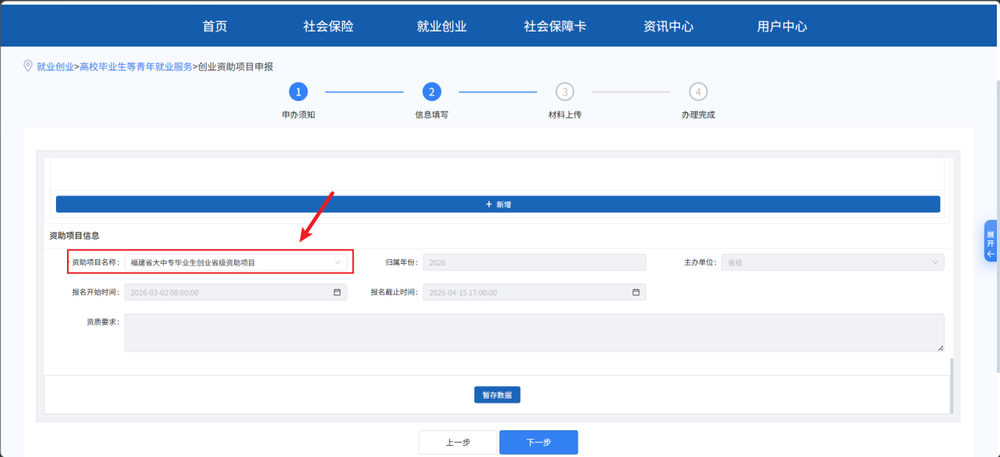 首页 社会保险 就业创业 社会保障卡 资讯中心 用户中心
就业创业>高校毕业生等青年就业服务>创业资助项目申报
1 2 3 4
申办须知 信息填写 材料上传 办理完成
+ 新增
展开
资助项目信息
资助项目名称: 福建省大中专毕业生创业省级资助项目 归属年份: 2026 主办单位: 省级
报名开始时间: 2026-03-02 08:00:00 报名截止时间: 2026-04-15 17:00:00
资质要求:
暂存数据
上一步 下一步